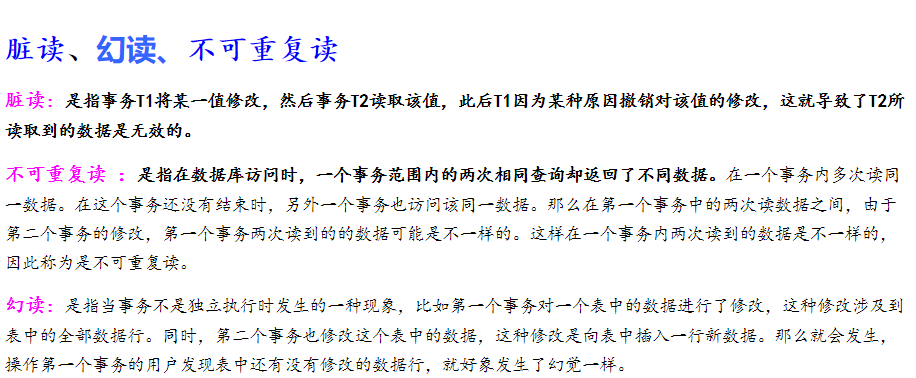 脏读、幻读、不可重复读
脏读：是指事务T1将某一值修改，然后事务T2读取该值，此后T1因为某种原因撤销对该值的修改，这就导致了T2所
读取到的数据是无效的。
不可重复读 ：是指在数据库访问时，一个事务范围内的两次相同查询却返回了不同数据。在一个事务内多次读同
一数据。在这个事务还没有结束时，另外一个事务也访问该同一数据。那么在第一个事务中的两次读数据之间，由于
第二个事务的修改，第一个事务两次读到的的数据可能是不一样的。这样在一个事务内两次读到的数据是不一样的，
因此称为是不可重复读。
幻读：是指当事务不是独立执行时发生的一种现象，比如第一个事务对一个表中的数据进行了修改，这种修改涉及到
表中的全部数据行。同时，第二个事务也修改这个表中的数据，这种修改是向表中插入一行新数据。那么就会发生，
操作第一个事务的用户发现表中还有没有修改的数据行，就好象发生了幻觉一样。